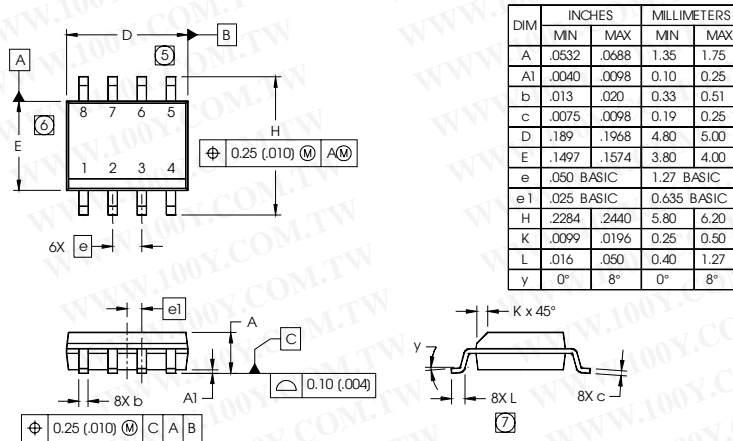 D
B
5
A
8 7 6 5
6
E
H
1 2 3 4
⌖ 0.25 (.010) Ⓜ AⓂ
6X e
DIM INCHES MILLIMETERS
MIN MAX MIN MAX
A .0532 .0688 1.35 1.75
A1 .0040 .0098 0.10 0.25
b .013 .020 0.33 0.51
c .0075 .0098 0.19 0.25
D .189 .1968 4.80 5.00
E .1497 .1574 3.80 4.00
e .050 BASIC 1.27 BASIC
e1 .025 BASIC 0.635 BASIC
H .2284 .2440 5.80 6.20
K .0099 .0196 0.25 0.50
L .016 .050 0.40 1.27
y 0° 8° 0° 8°
e1
A
C
A1
8X b
⌓ 0.10 (.004)
⌖ 0.25 (.010) Ⓜ C A B
K x 45°
y
8X L
8X c
7
WWW.100Y.COM.TW